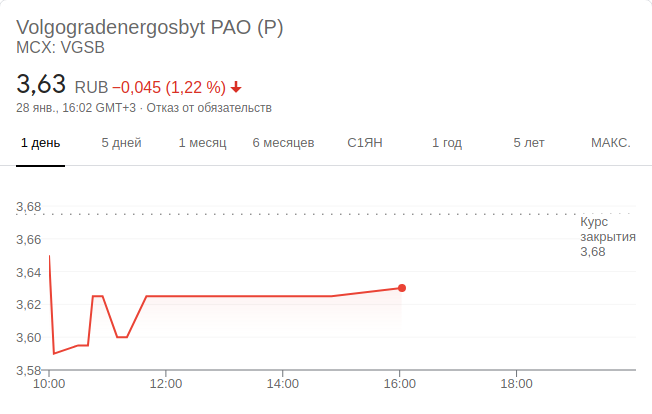 Volgogradenergosbyt PAO (P)
MCX: VGSB
3,63 RUB −0,045 (1,22 %)
28 янв., 16:02 GMT+3 · Отказ от обязательств
1 день 5 дней 1 месяц 6 месяцев С1ЯН 1 год 5 лет МАКС.
3,68
3,66
3,64
3,62
3,60
3,58
Курс
закрытия
3,68
10:00 12:00 14:00 16:00 18:00